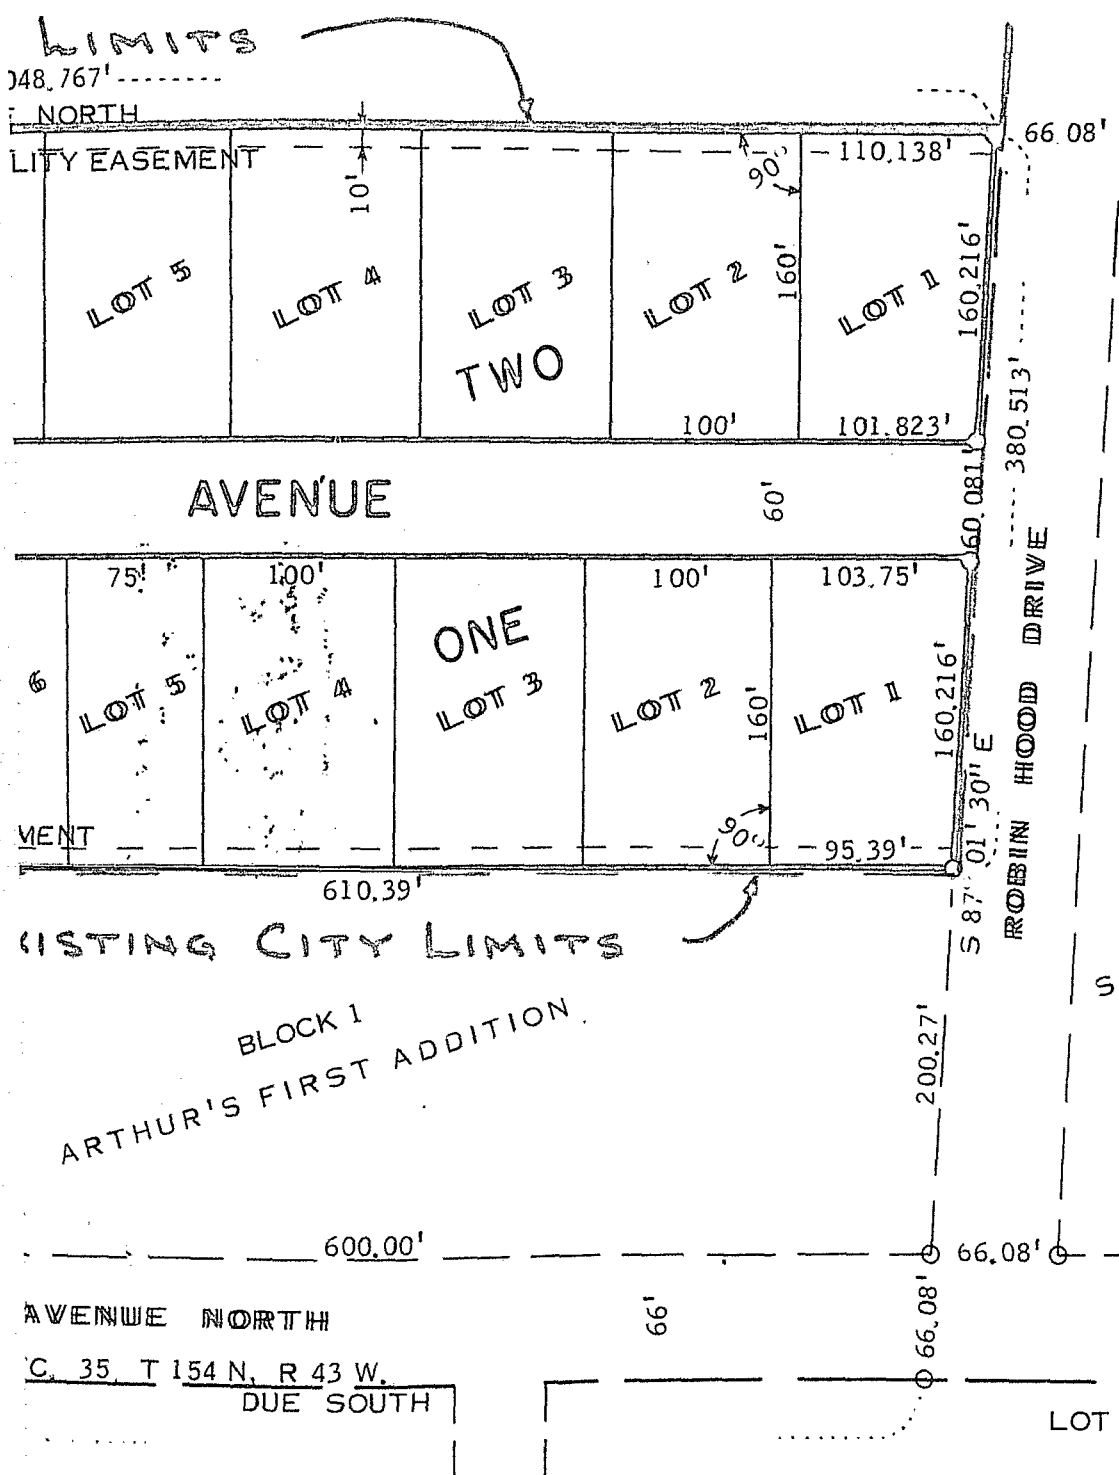 LIMITS
048.767'
NORTH
66.08'
LITY EASEMENT
110.138'
90°
10'
160'
160.216'
LOT 5
LOT 4
LOT 3
LOT 2
LOT 1
TWO
380.513'
100'
101.823'
AVENUE
60'
60.081'
75'
100'
100'
103.75'
ONE
ROBIN HOOD DRIVE
6
LOT 5
LOT 4
LOT 3
LOT 2
LOT 1
160'
160.216'
S 87° 01' 30" E
MENT
90°
95.39'
610.39'
ISTING CITY LIMITS
S
BLOCK 1
ARTHUR'S FIRST ADDITION
200.27'
600.00'
66.08'
AVENUE NORTH
66'
66.08'
C. 35, T 154 N, R 43 W.
DUE SOUTH
LOT